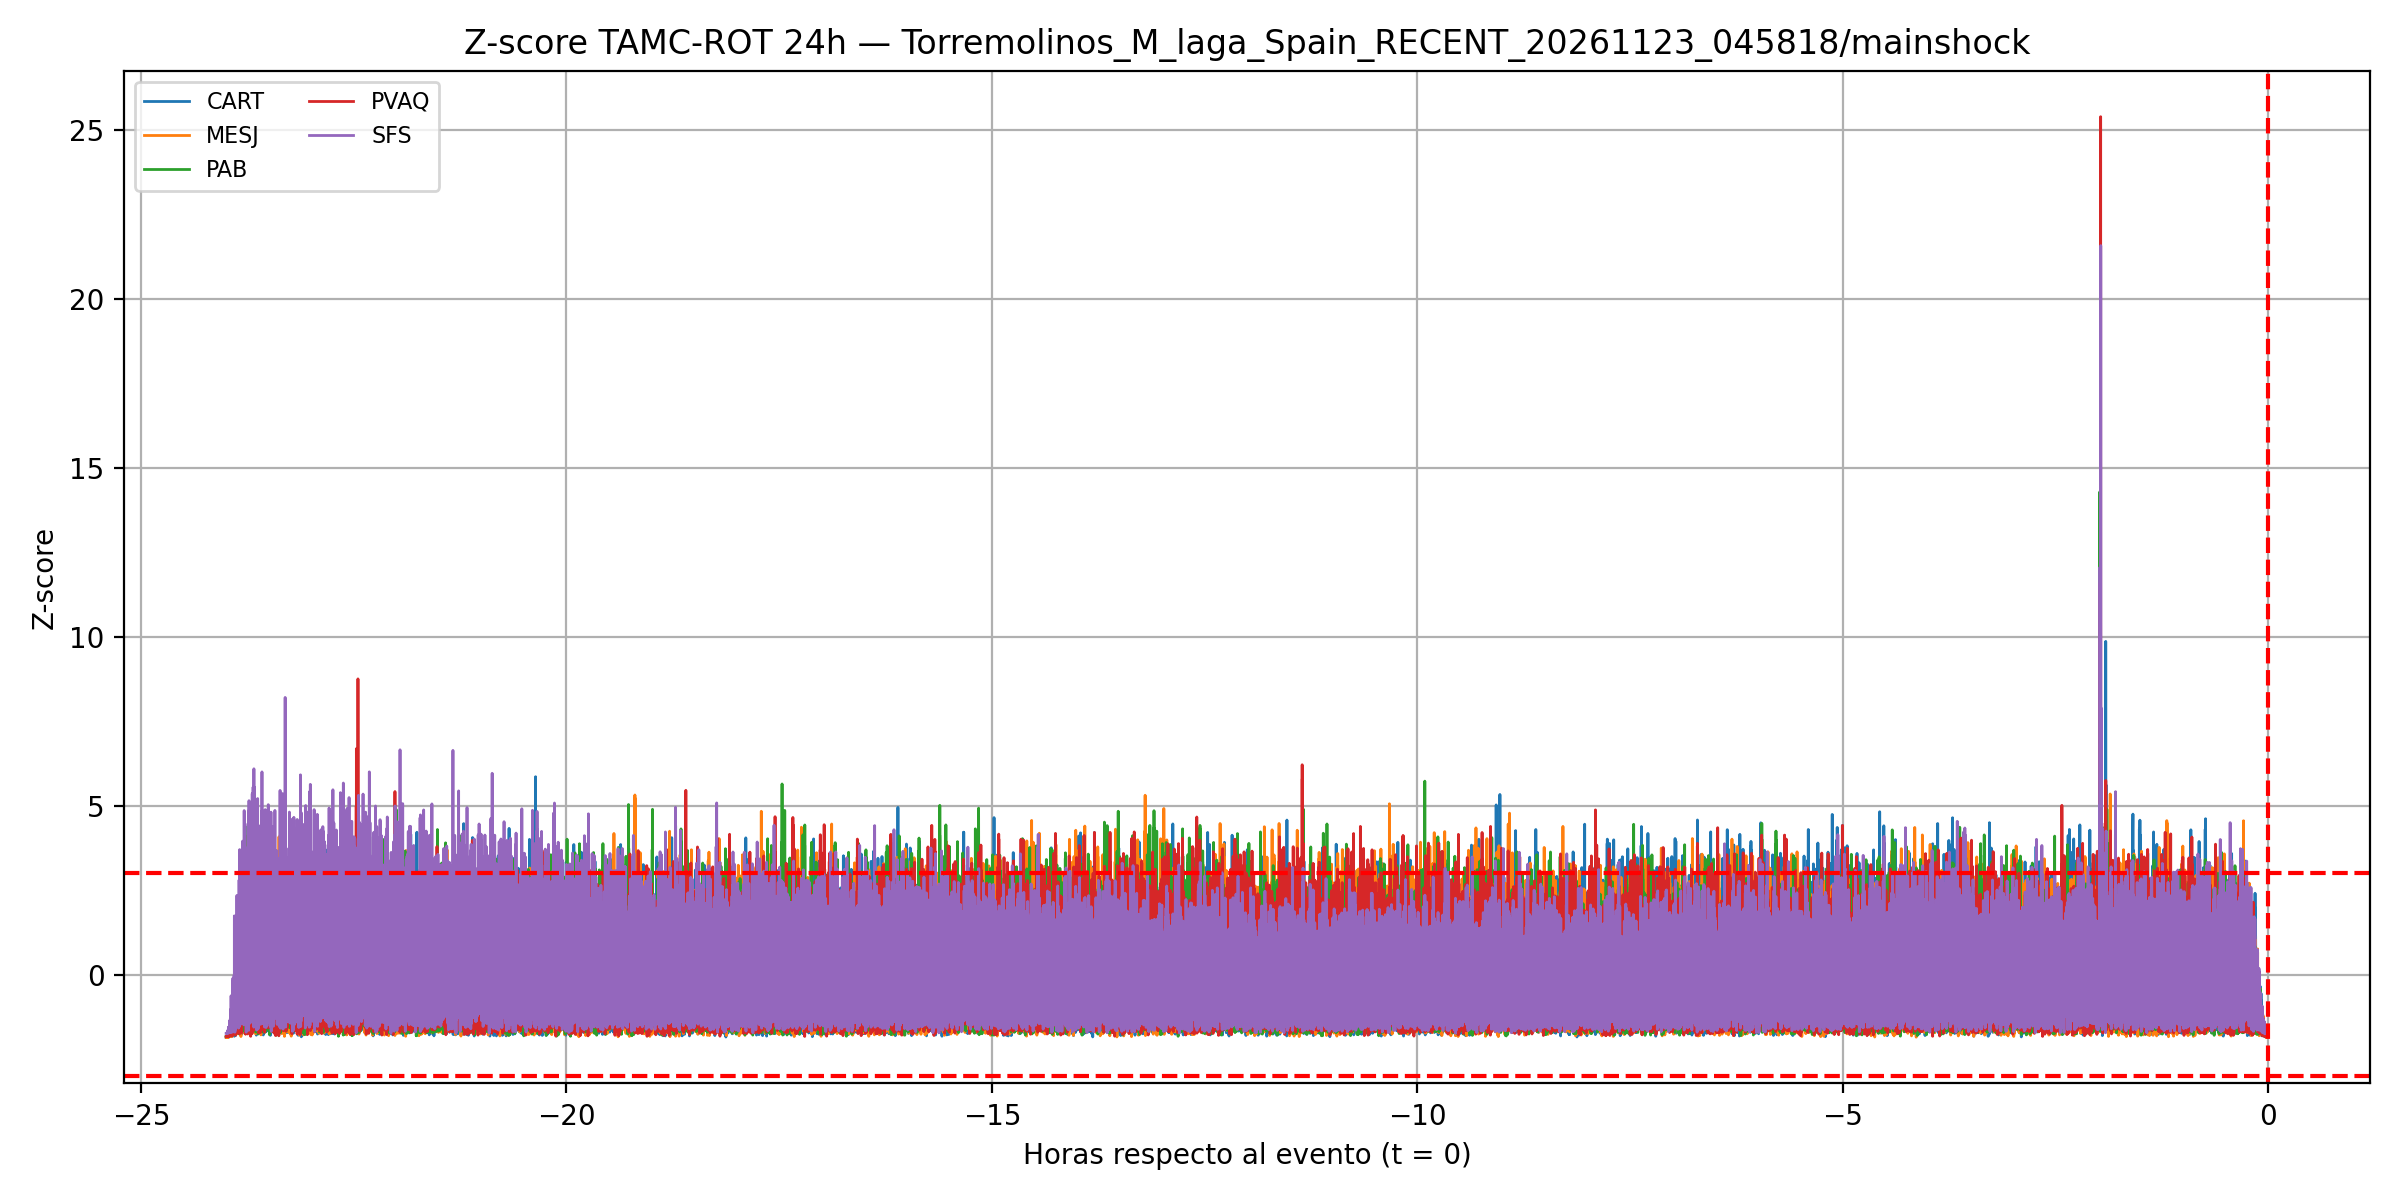 Z-score TAMC-ROT 24h — Torremolinos_M_laga_Spain_RECENT_20261123_045818/mainshock
CART
MESJ
PAB
PVAQ
SFS
Z-score
25
20
15
10
5
0
−25
−20
−15
−10
−5
0
Horas respecto al evento (t = 0)